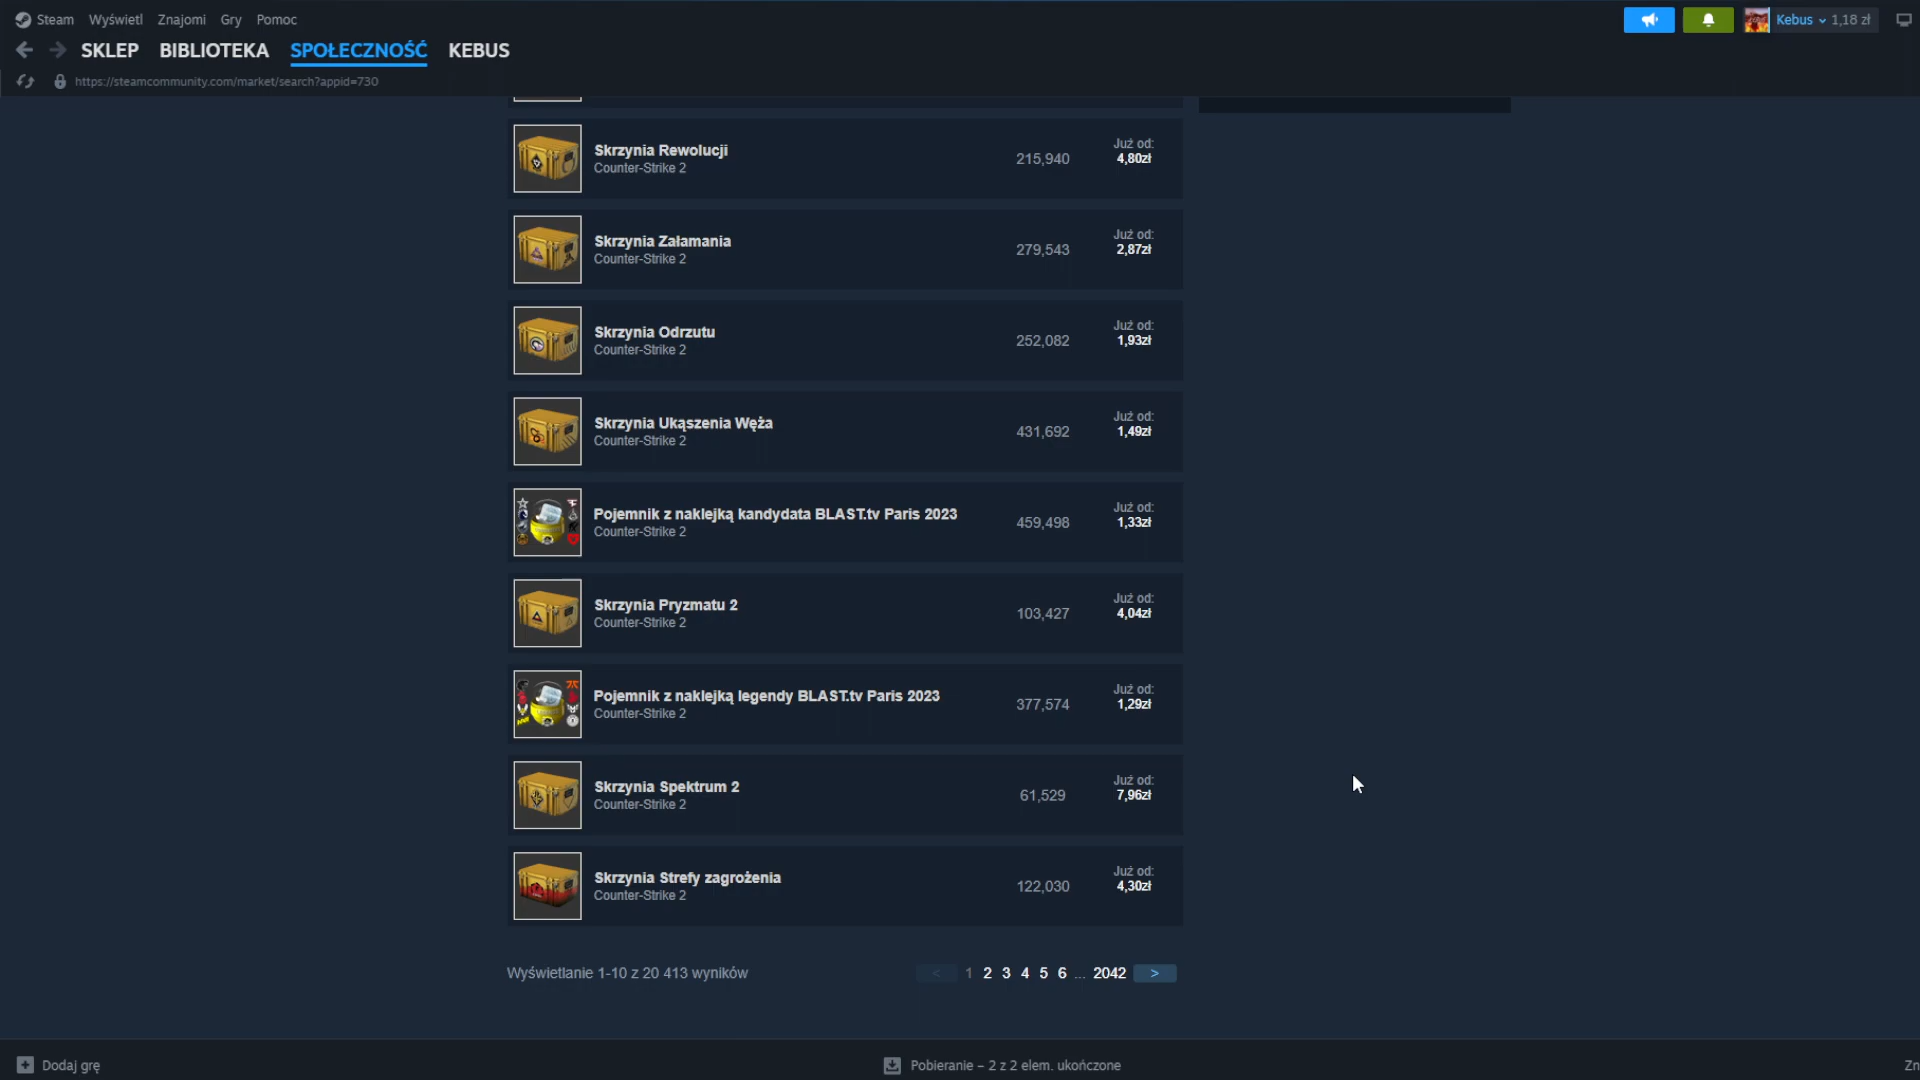 Steam Wyświetl Znajomi Gry Pomoc
Kebus 1,18 zł
SKLEP BIBLIOTEKA SPOŁECZNOŚĆ KEBUS
https://steamcommunity.com/market/search?appid=730
Skrzynia Rewolucji
Counter-Strike 2
215,940
Już od:
4,80zł
Skrzynia Załamania
Counter-Strike 2
279,543
Już od:
2,87zł
Skrzynia Odrzutu
Counter-Strike 2
252,082
Już od:
1,93zł
Skrzynia Ukąszenia Węża
Counter-Strike 2
431,692
Już od:
1,49zł
Pojemnik z naklejką kandydata BLAST.tv Paris 2023
Counter-Strike 2
459,498
Już od:
1,33zł
Skrzynia Pryzmatu 2
Counter-Strike 2
103,427
Już od:
4,04zł
Pojemnik z naklejką legendy BLAST.tv Paris 2023
Counter-Strike 2
377,574
Już od:
1,29zł
Skrzynia Spektrum 2
Counter-Strike 2
61,529
Już od:
7,96zł
Skrzynia Strefy zagrożenia
Counter-Strike 2
122,030
Już od:
4,30zł
Wyświetlanie 1-10 z 20 413 wyników
< 1 2 3 4 5 6 ... 2042 >
Dodaj grę
Pobieranie – 2 z 2 elem. ukończone
Zn